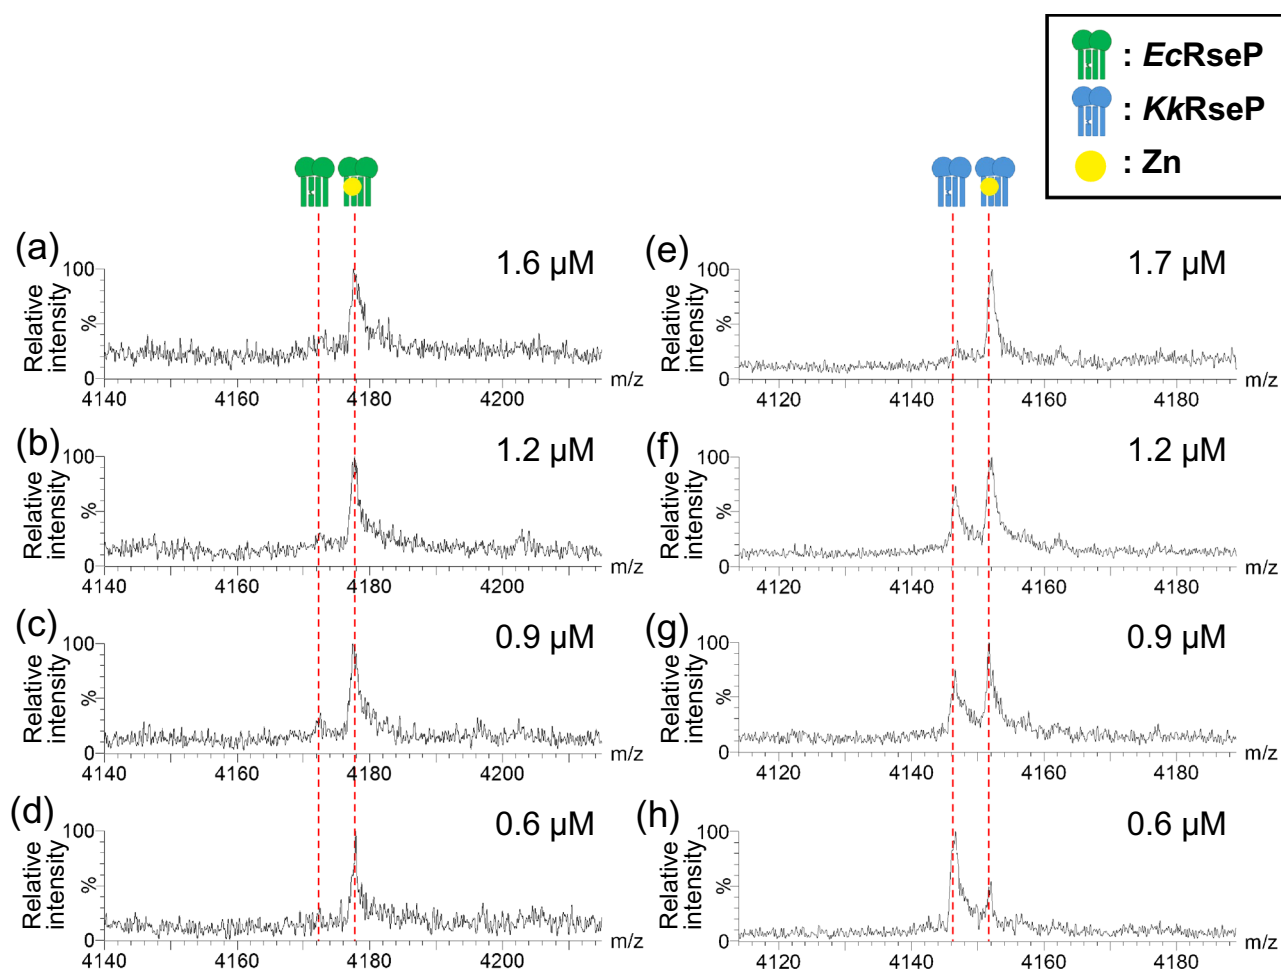 : EcRseP
: KkRseP
: Zn
(a)
1.6 µM
Relative
intensity
%
100
0
4140 4160 4180 4200
m/z
(b)
1.2 µM
Relative
intensity
%
100
0
4140 4160 4180 4200
m/z
(c)
0.9 µM
Relative
intensity
%
100
0
4140 4160 4180 4200
m/z
(d)
0.6 µM
Relative
intensity
%
100
0
4140 4160 4180 4200
m/z
(e)
1.7 µM
Relative
intensity
%
100
0
4120 4140 4160 4180
m/z
(f)
1.2 µM
Relative
intensity
%
100
0
4120 4140 4160 4180
m/z
(g)
0.9 µM
Relative
intensity
%
100
0
4120 4140 4160 4180
m/z
(h)
0.6 µM
Relative
intensity
%
100
0
4120 4140 4160 4180
m/z